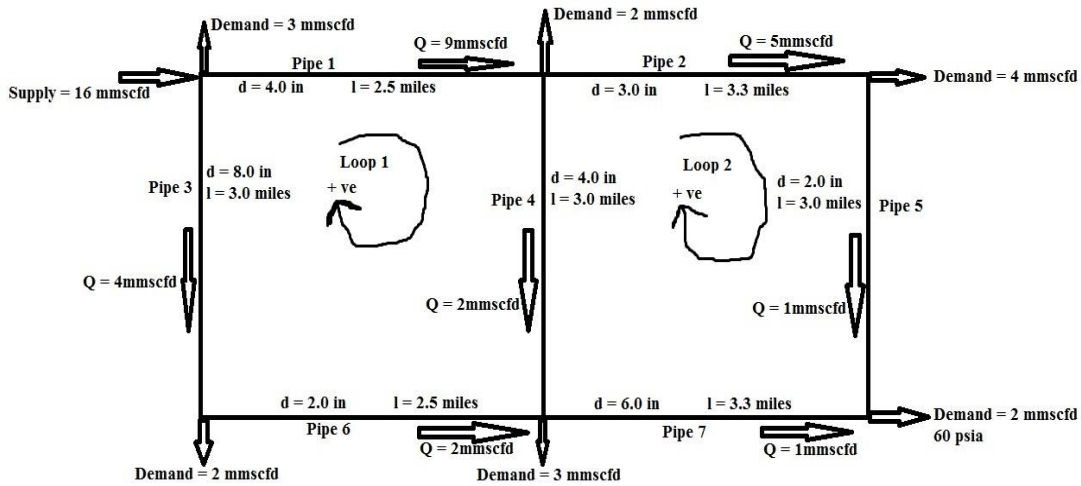 Demand = 3 mmscfd
Demand = 2 mmscfd
Q = 9mmscfd
Q = 5mmscfd
Pipe 1
Pipe 2
Supply = 16 mmscfd
d = 4.0 in
l = 2.5 miles
d = 3.0 in
l = 3.3 miles
Demand = 4 mmscfd
Loop 1
+ ve
Loop 2
+ ve
Pipe 3
d = 8.0 in
l = 3.0 miles
Pipe 4
d = 4.0 in
l = 3.0 miles
d = 2.0 in
l = 3.0 miles
Pipe 5
Q = 4mmscfd
Q = 2mmscfd
Q = 1mmscfd
d = 2.0 in
l = 2.5 miles
d = 6.0 in
l = 3.3 miles
Pipe 6
Q = 2mmscfd
Pipe 7
Q = 1mmscfd
Demand = 2 mmscfd
60 psia
Demand = 2 mmscfd
Demand = 3 mmscfd